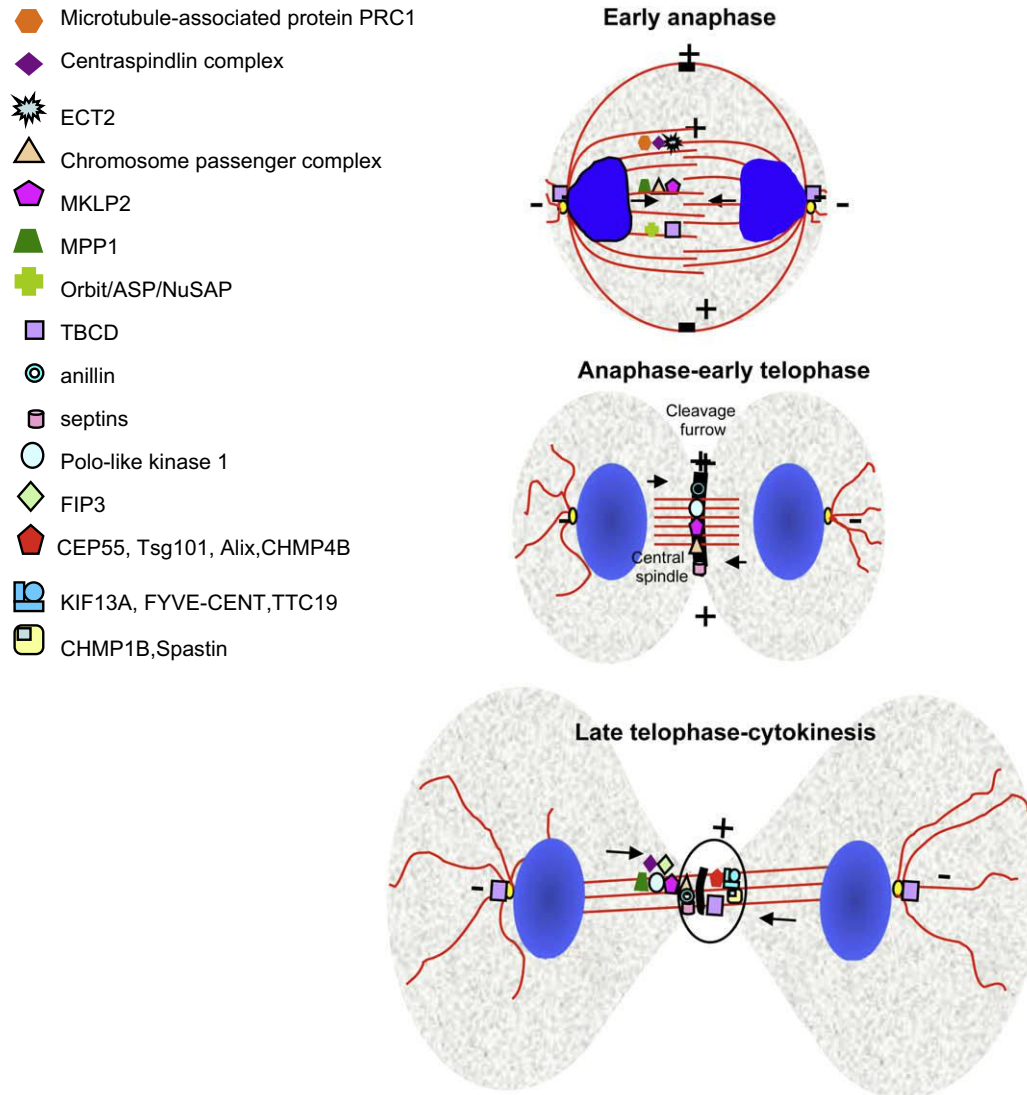 Microtubule-associated protein PRC1
Centraspindlin complex
ECT2
Chromosome passenger complex
MKLP2
MPP1
Orbit/ASP/NuSAP
TBCD
anillin
septins
Polo-like kinase 1
FIP3
CEP55, Tsg101, Alix,CHMP4B
KIF13A, FYVE-CENT,TTC19
CHMP1B,Spastin
Early anaphase
+
+
-
-
+
Anaphase-early telophase
Cleavage
furrow
++
-
-
Central
spindle
+
Late telophase-cytokinesis
+
-
-